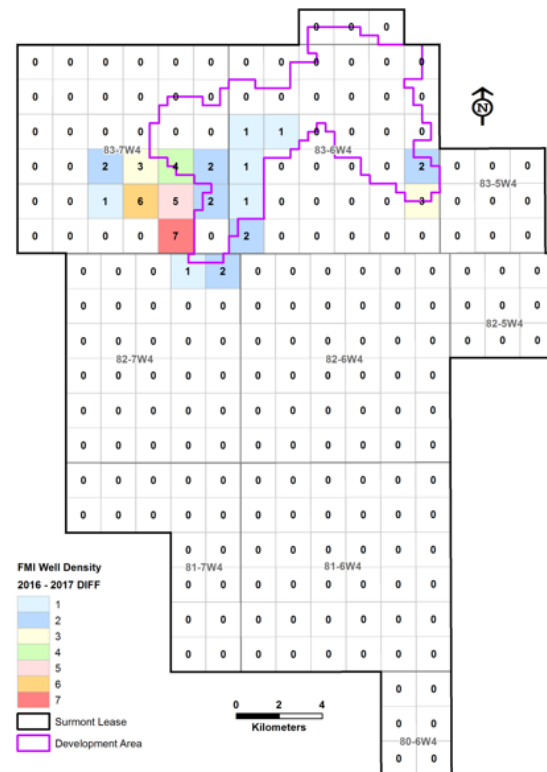 0 0 0
0 0 0 0 0 0 0 0 0 0 0 0
N
0 0 0 0 0 0 0 0 0 0 0 0
0 0 0 0 0 0 1 1 0 0 0 0
83-7W4 83-6W4
0 0 2 3 4 2 1 0 0 0 0 2 0 0 0
83-5W4
0 0 1 6 5 2 1 0 0 0 0 3 0 0 0
0 0 0 0 7 0 2 0 0 0 0 0 0 0 0
0 0 0 1 2 0 0 0 0 0 0 0 0 0
0 0 0 0 0 0 0 0 0 0 0 0 0 0
82-5W4
0 0 0 0 0 0 0 0 0 0 0 0 0 0
82-7W4 82-6W4
0 0 0 0 0 0 0 0 0 0 0
0 0 0 0 0 0 0 0 0 0 0
0 0 0 0 0 0 0 0 0 0 0
0 0 0 0 0 0 0 0 0 0 0
0 0 0 0 0 0 0 0 0 0 0
0 0 0 0 0 0 0 0
81-7W4 81-6W4
0 0 0 0 0 0 0 0
0 0 0 0 0 0 0 0
0 0 0 0 0 0 0 0
0 0
0 0
80-6W4
0 0
FMI Well Density
2016 - 2017 DIFF
1
2
3
4
5
6
7
Surmont Lease
Development Area
0 2 4
Kilometers